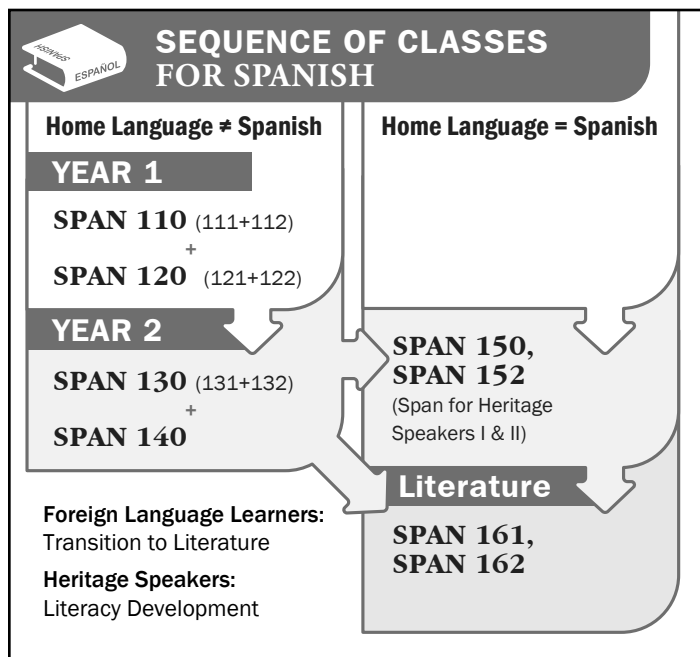 SPANISH
ESPAÑOL
SEQUENCE OF CLASSES
FOR SPANISH
Home Language ≠ Spanish
YEAR 1
SPAN 110 (111+112)
+
SPAN 120 (121+122)
YEAR 2
SPAN 130 (131+132)
+
SPAN 140
Foreign Language Learners:
Transition to Literature
Heritage Speakers:
Literacy Development
Home Language = Spanish
SPAN 150,
SPAN 152
(Span for Heritage
Speakers I & II)
Literature
SPAN 161,
SPAN 162